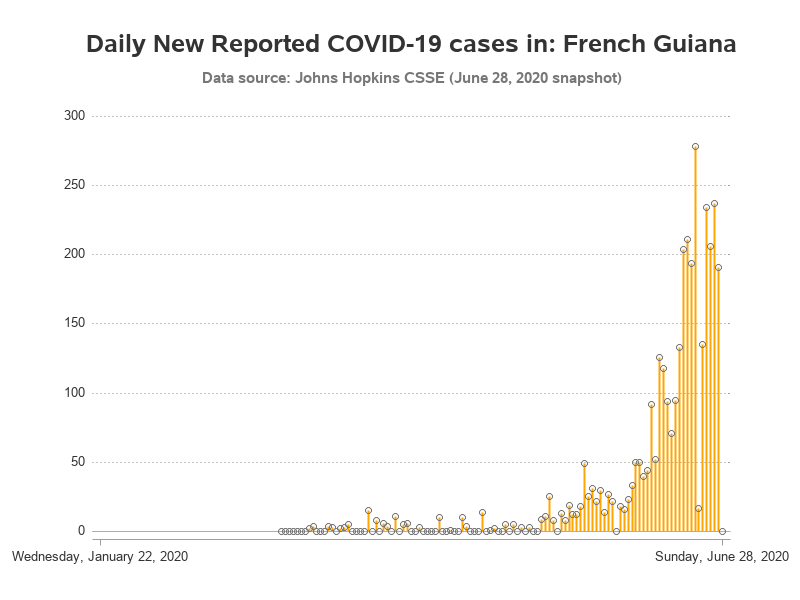 Daily New Reported COVID-19 cases in: French Guiana
Data source: Johns Hopkins CSSE (June 28, 2020 snapshot)
300
250
200
150
100
50
0
Wednesday, January 22, 2020
Sunday, June 28, 2020